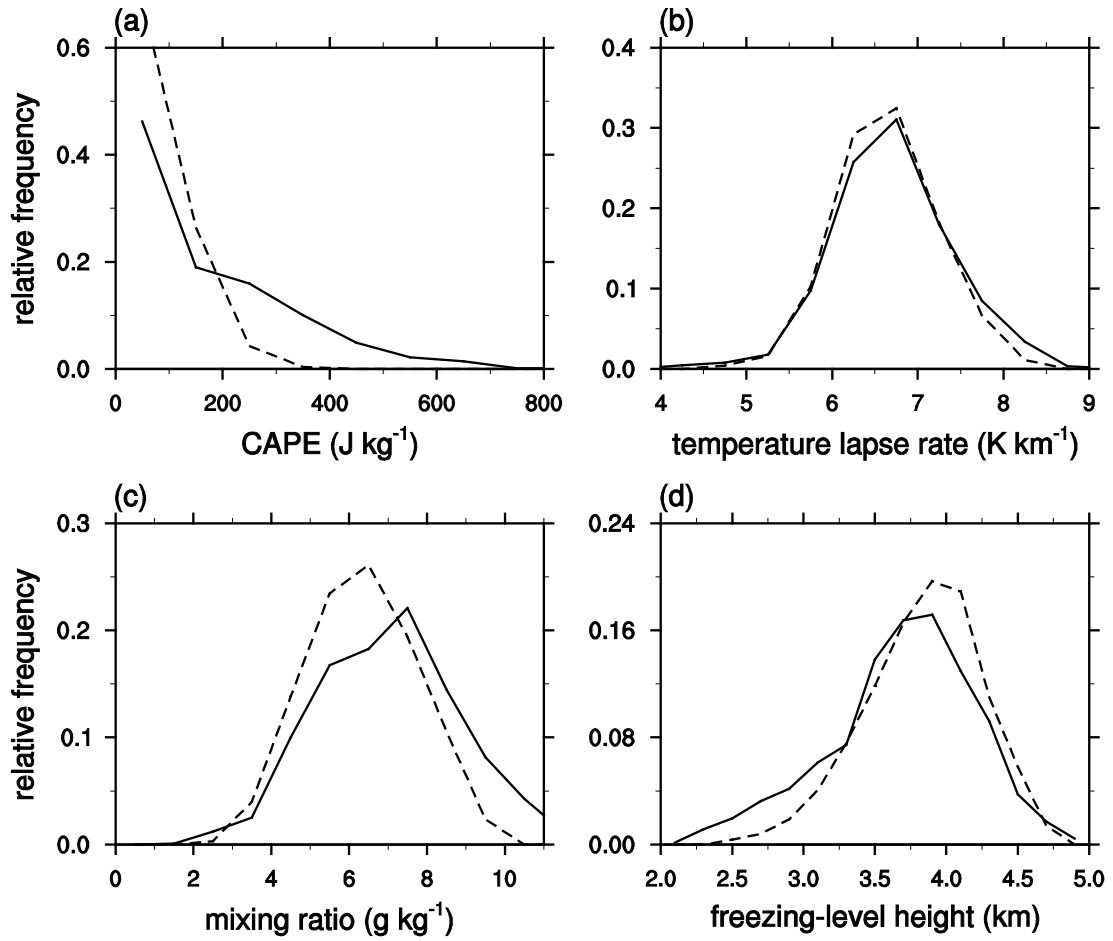 (a)
0.6
0.4
0.2
0.0
relative frequency
0 200 400 600 800
CAPE (J kg⁻¹)
(b)
0.4
0.3
0.2
0.1
0.0
4 5 6 7 8 9
temperature lapse rate (K km⁻¹)
(c)
0.3
0.2
0.1
0.0
relative frequency
0 2 4 6 8 10
mixing ratio (g kg⁻¹)
(d)
0.24
0.16
0.08
0.00
2.0 2.5 3.0 3.5 4.0 4.5 5.0
freezing-level height (km)